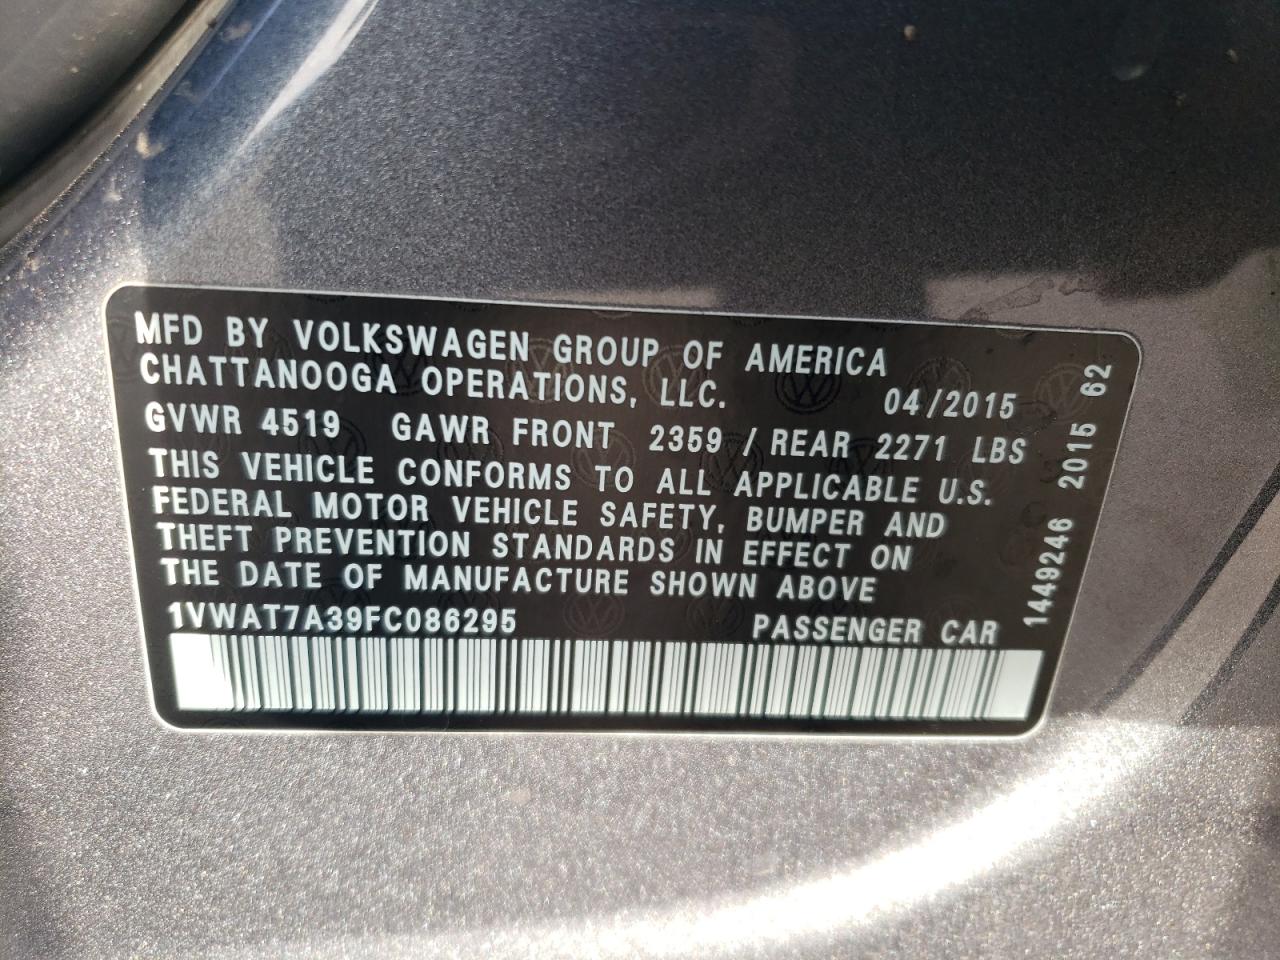 MFD BY VOLKSWAGEN GROUP OF AMERICA
CHATTANOOGA OPERATIONS, LLC. 04/2015
GVWR 4519 GAWR FRONT 2359 / REAR 2271 LBS
THIS VEHICLE CONFORMS TO ALL APPLICABLE U.S.
FEDERAL MOTOR VEHICLE SAFETY, BUMPER AND
THEFT PREVENTION STANDARDS IN EFFECT ON
THE DATE OF MANUFACTURE SHOWN ABOVE
1VWAT7A39FC086295 PASSENGER CAR
1449246 2015 62